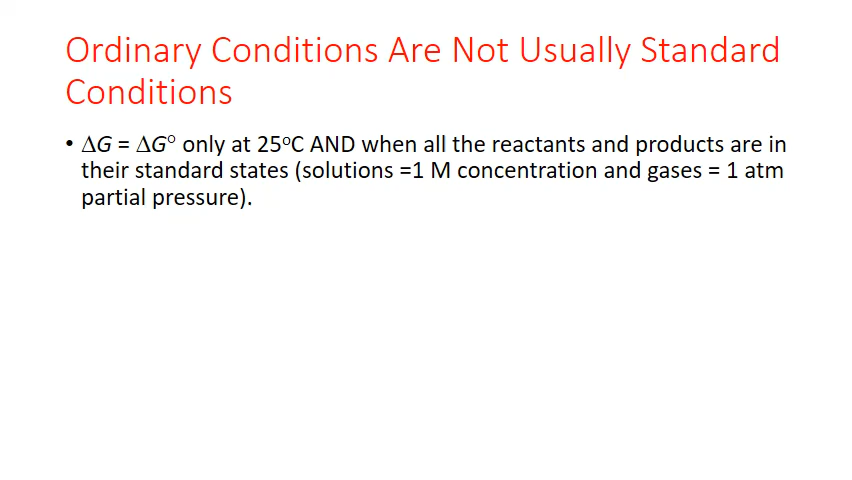 Ordinary Conditions Are Not Usually Standard
Conditions
• ΔG = ΔG° only at 25°C AND when all the reactants and products are in
their standard states (solutions =1 M concentration and gases = 1 atm
partial pressure).